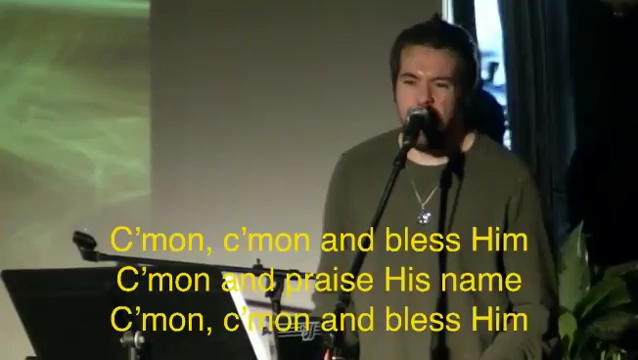 C'mon, c'mon and bless Him
C'mon and praise His name
C'mon, c'mon and bless Him